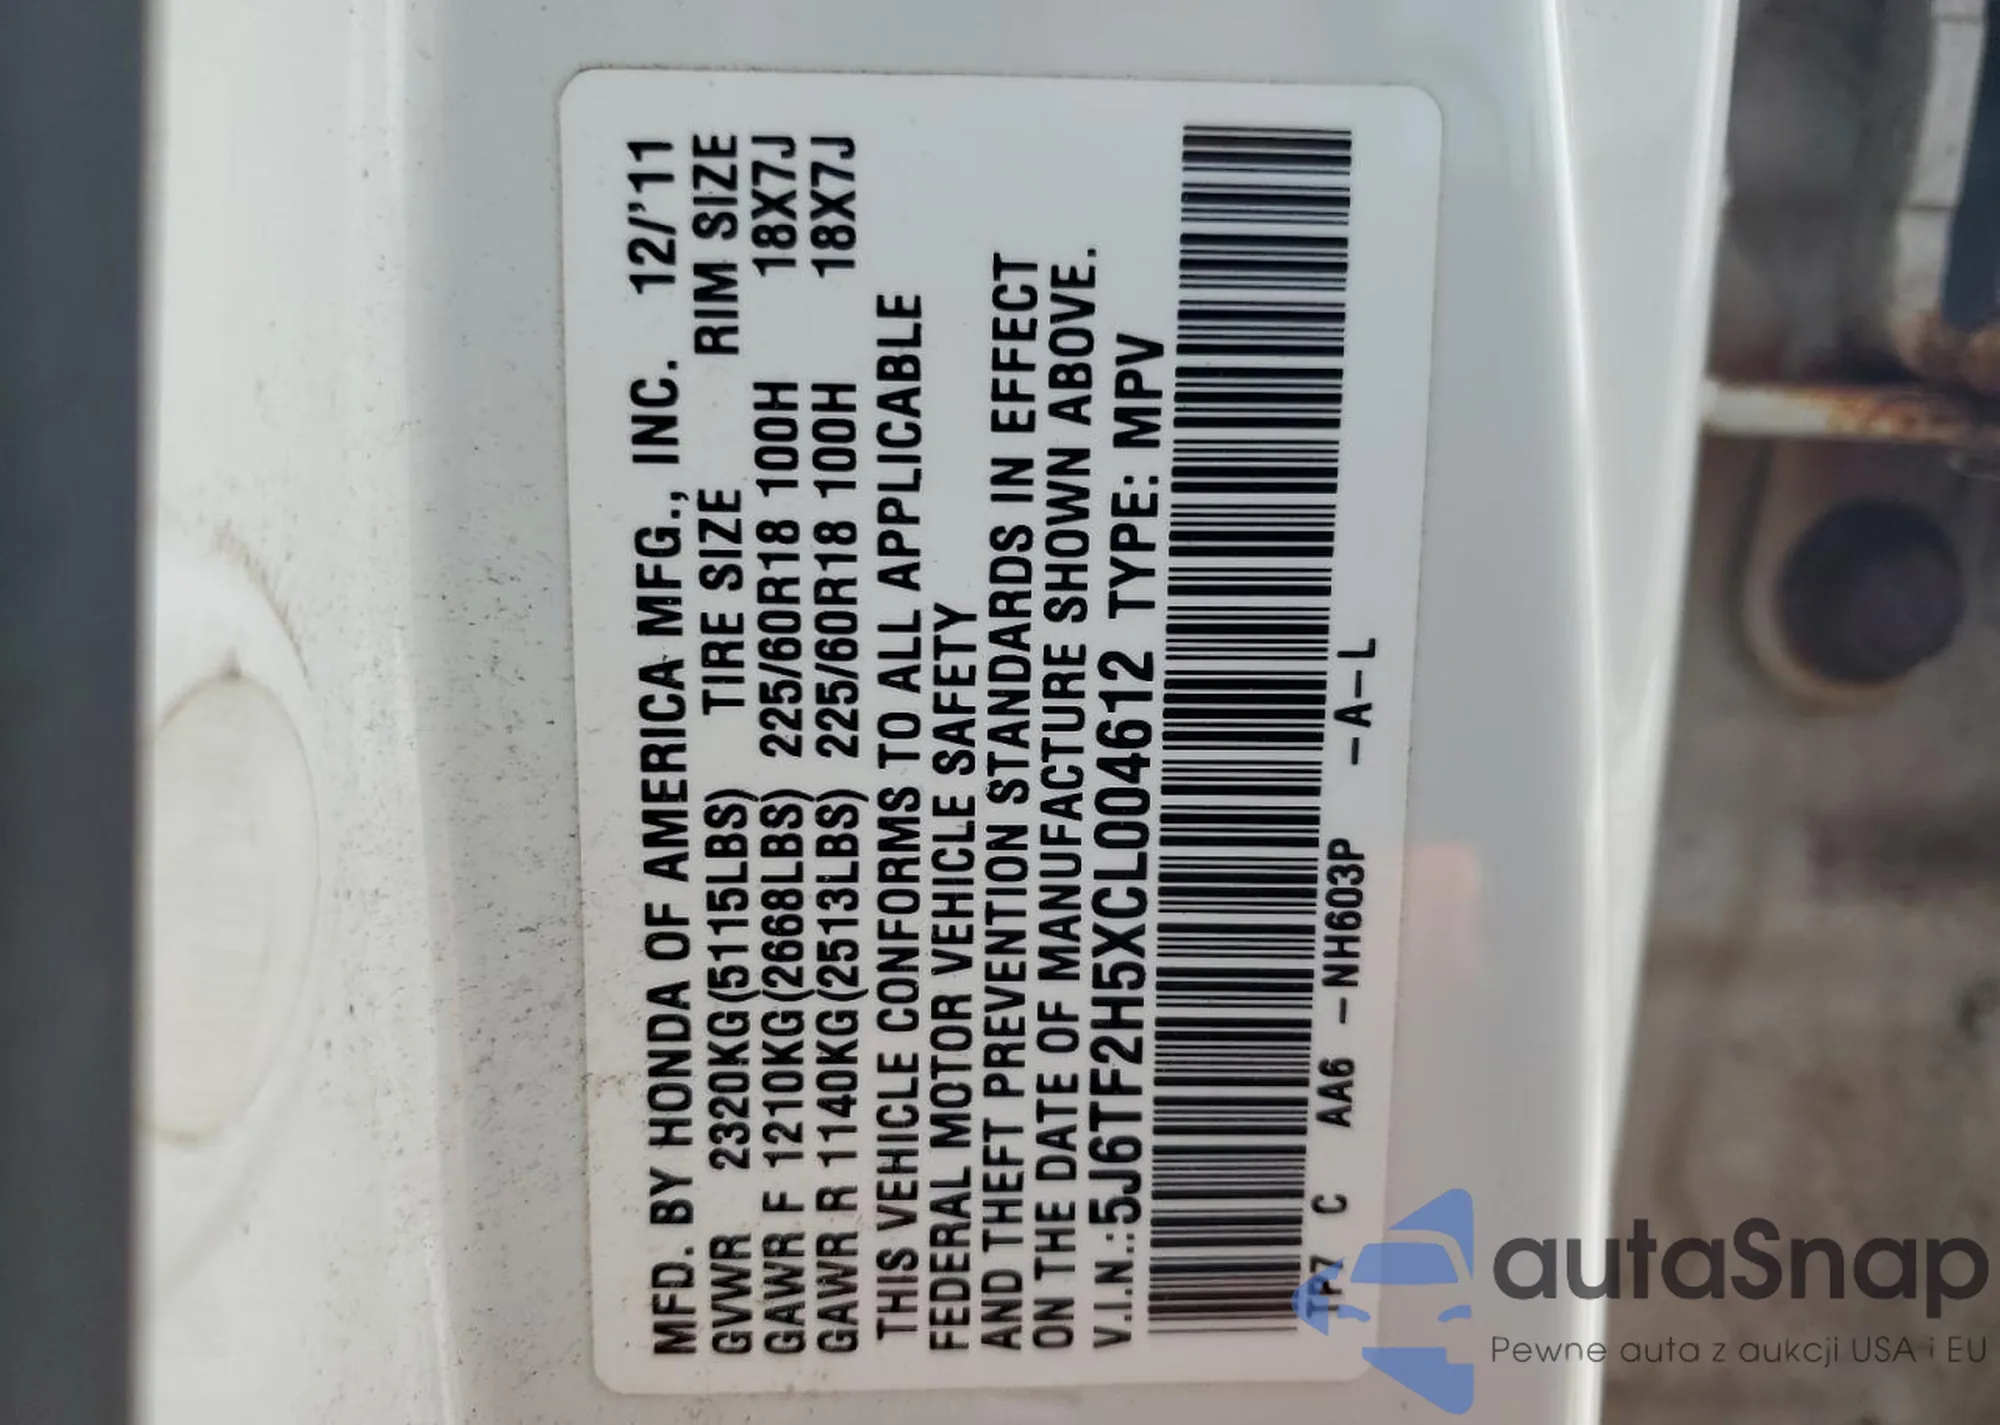 MFD. BY HONDA OF AMERICA MFG., INC. 12/'11
TIRE SIZE RIM SIZE
GVWR 2320KG(5115LBS)
GAWR F 1210KG(2668LBS) 225/60R18 100H 18X7J
GAWR R 1140KG(2513LBS) 225/60R18 100H 18X7J
THIS VEHICLE CONFORMS TO ALL APPLICABLE
FEDERAL MOTOR VEHICLE SAFETY
AND THEFT PREVENTION STANDARDS IN EFFECT
ON THE DATE OF MANUFACTURE SHOWN ABOVE.
V.I.N.:5J6TF2H5XCL004612 TYPE: MPV
TP7 C AA6 -NH603P -A-L
autaSnap
Pewne auta z aukcji USA i EU